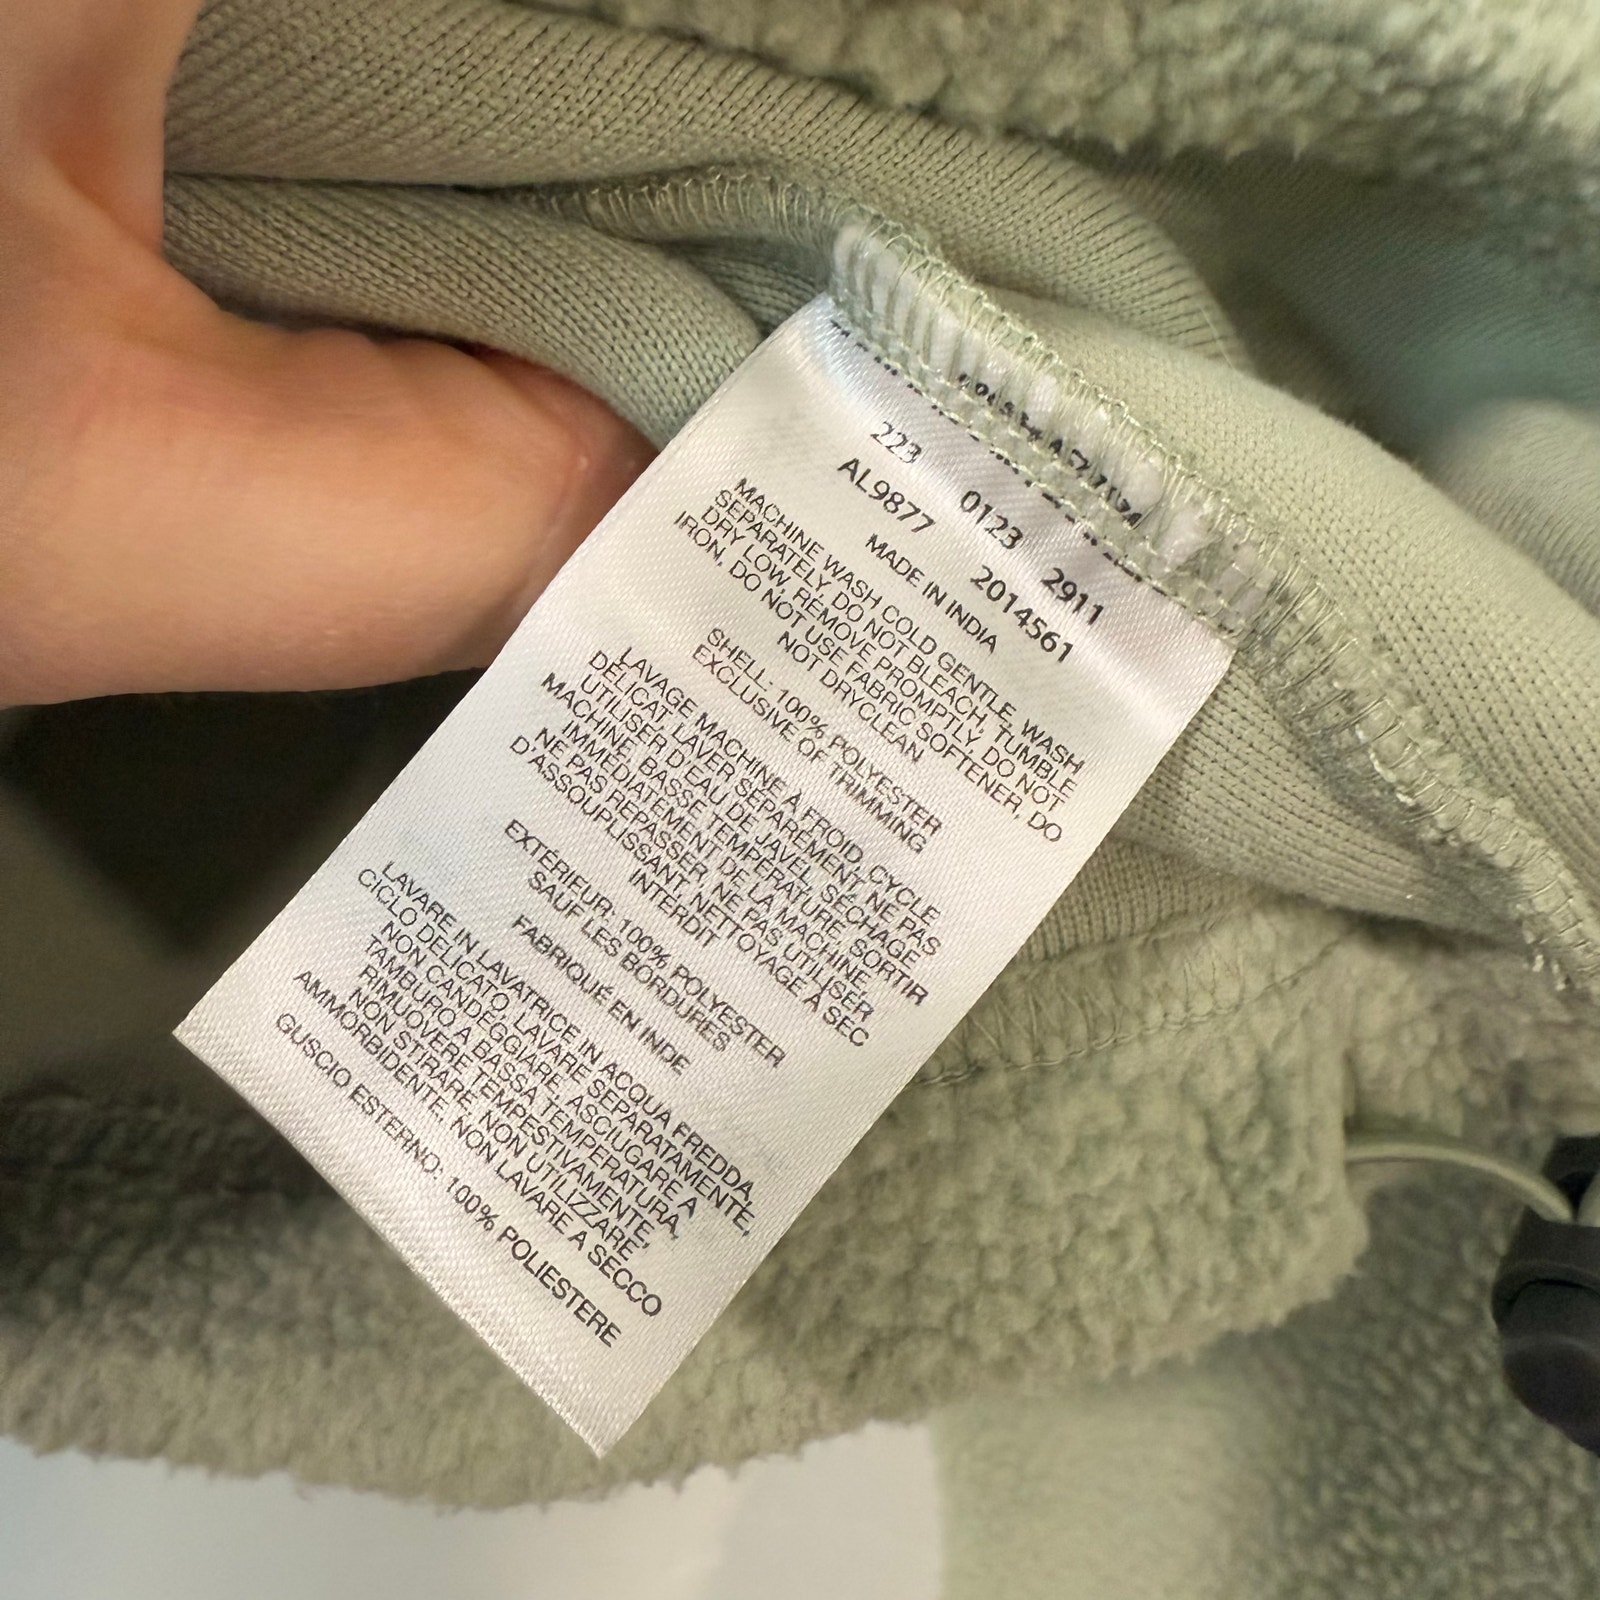 223 0123 2911
AL9877 2014561
MADE IN INDIA
MACHINE WASH COLD GENTLE, WASH
SEPARATELY, DO NOT BLEACH, TUMBLE
DRY LOW, REMOVE PROMPTLY, DO NOT
IRON, DO NOT USE FABRIC SOFTENER, DO
NOT DRYCLEAN
SHELL: 100% POLYESTER
EXCLUSIVE OF TRIMMING
LAVAGE MACHINE À FROID, CYCLE
DÉLICAT, LAVER SÉPARÉMENT, NE PAS
UTILISER D'EAU DE JAVEL, SÉCHAGE
MACHINE BASSE TEMPÉRATURE, SORTIR
IMMÉDIATEMENT DE LA MACHINE,
NE PAS REPASSER, NE PAS UTILISER
D'ASSOUPLISSANT, NETTOYAGE À SEC
INTERDIT
EXTÉRIEUR: 100% POLYESTER
SAUF LES BORDURES
FABRIQUÉ EN INDE
LAVARE IN LAVATRICE IN ACQUA FREDDA,
CICLO DELICATO, LAVARE SEPARATAMENTE,
NON CANDEGGIARE, ASCIUGARE A
TAMBURO A BASSA TEMPERATURA,
RIMUOVERE TEMPESTIVAMENTE,
NON STIRARE, NON UTILIZZARE
AMMORBIDENTE, NON LAVARE A SECCO
GUSCIO ESTERNO: 100% POLIESTERE